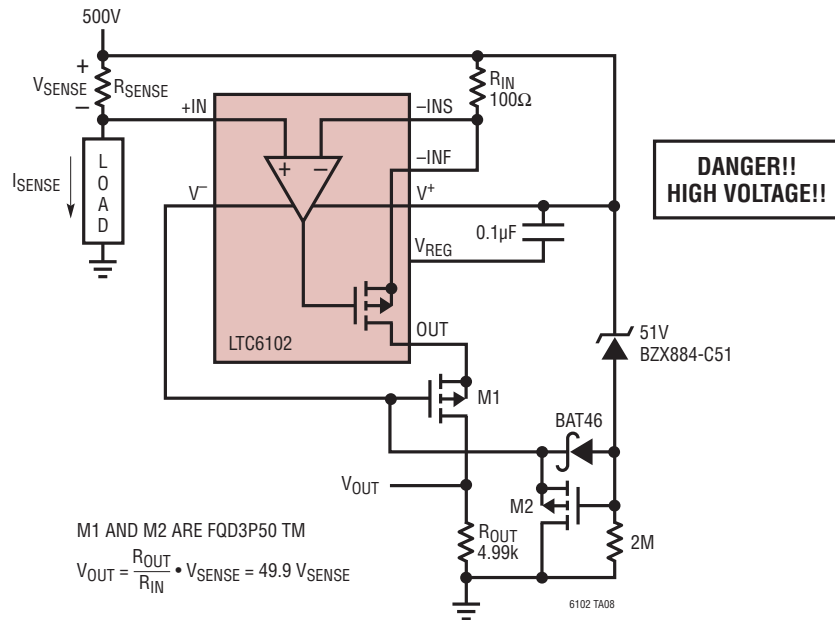 500V
+
VSENSE
–
RSENSE
RIN
100Ω
+IN
–INS
–INF
+ –
ISENSE
LOAD
V–
V+
0.1µF
VREG
DANGER!!
HIGH VOLTAGE!!
OUT
LTC6102
51V
BZX884-C51
M1
BAT46
VOUT
M2
ROUT
4.99k
2M
M1 AND M2 ARE FQD3P50 TM
VOUT = ROUT/RIN • VSENSE = 49.9 VSENSE
6102 TA08